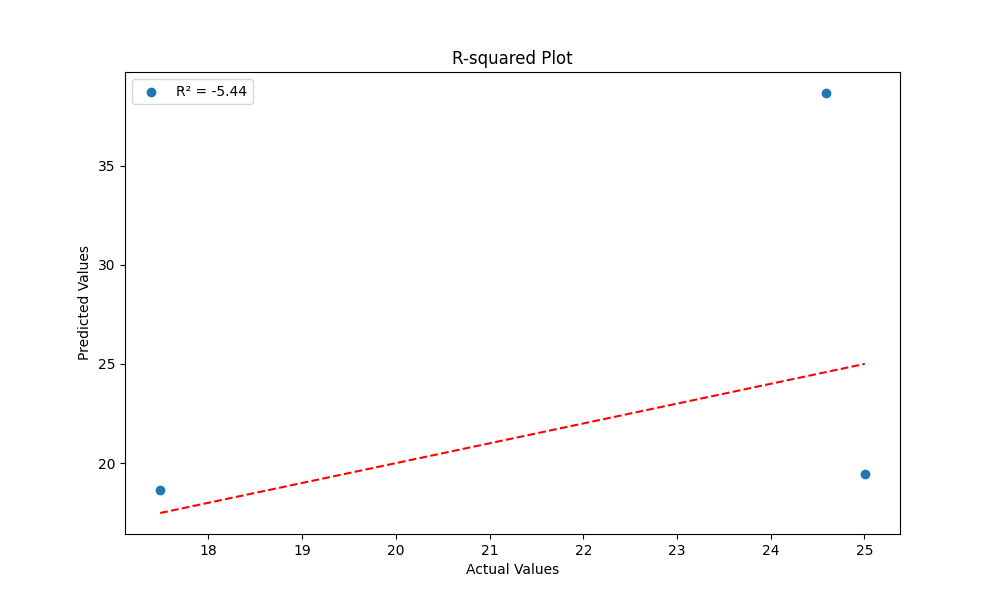 R-squared Plot
R² = -5.44
35
30
25
20
Predicted Values
18 19 20 21 22 23 24 25
Actual Values